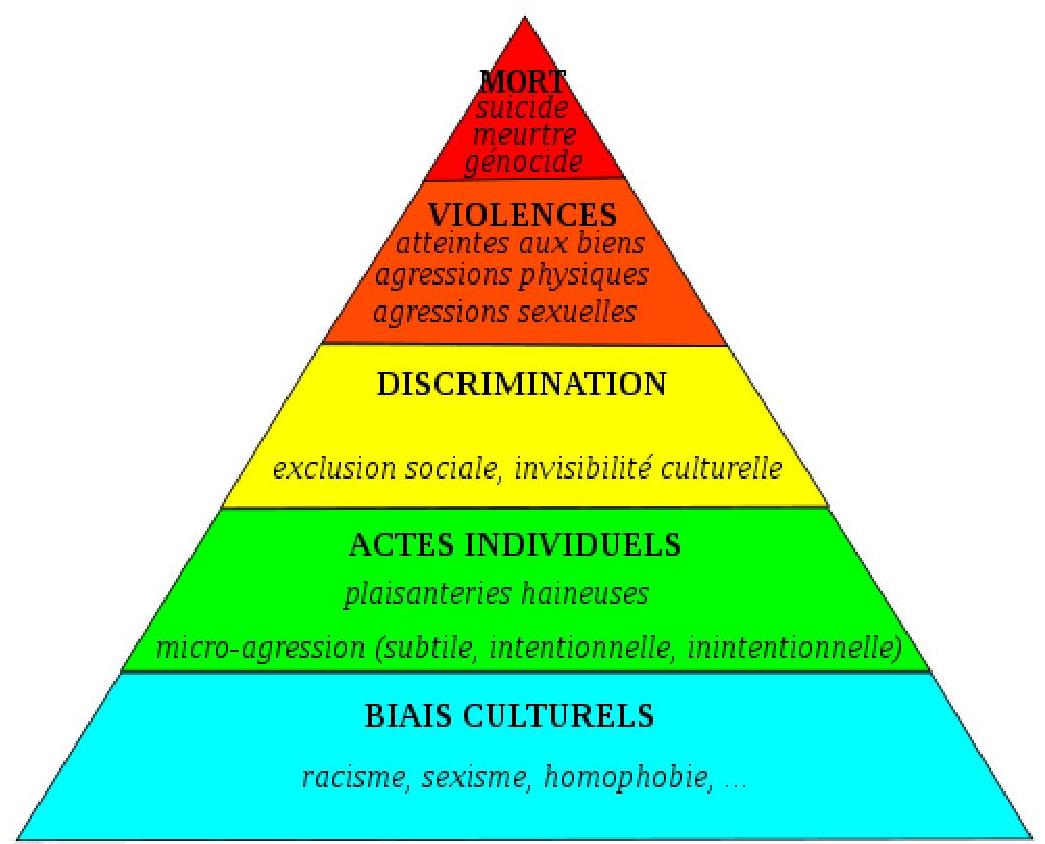 MORT
suicide
meurtre
génocide
VIOLENCES
atteintes aux biens
agressions physiques
agressions sexuelles
DISCRIMINATION
exclusion sociale, invisibilité culturelle
ACTES INDIVIDUELS
plaisanteries haineuses
micro-agression (subtile, intentionnelle, inintentionnelle)
BIAIS CULTURELS
racisme, sexisme, homophobie, ...